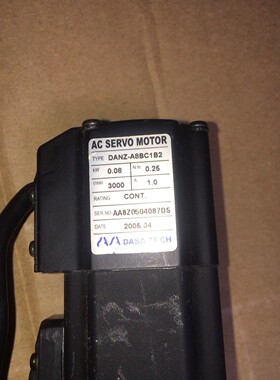 AC SERVO MOTOR
TYPE DANZ-A8BC1B2
kW 0.08 N·m 0.25
r/min 3000 A 1.0
RATING CONT.
SER NO AA8Z0504087DS
DATE 2005.04
DASA TECH